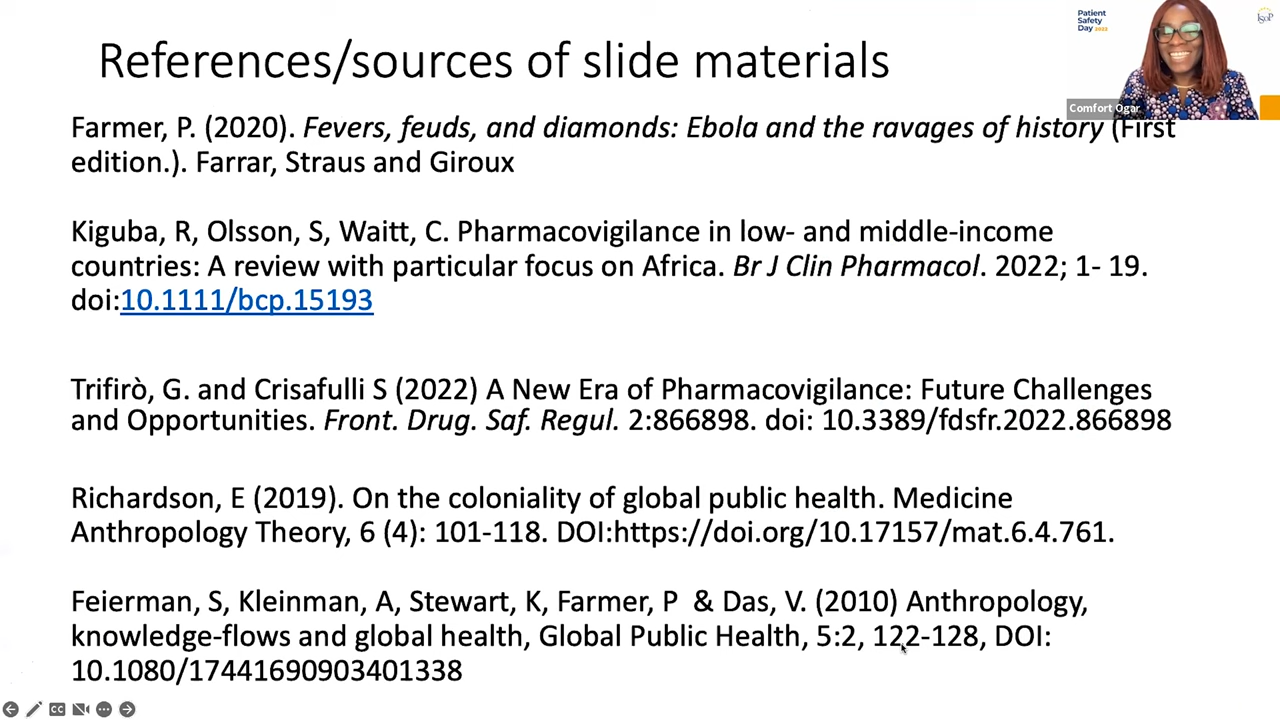 References/sources of slide materials
Patient
Safety
Day 2022
ISoP
Comfort Ogar
Farmer, P. (2020). Fevers, feuds, and diamonds: Ebola and the ravages of history (First
edition.). Farrar, Straus and Giroux
Kiguba, R, Olsson, S, Waitt, C. Pharmacovigilance in low- and middle-income
countries: A review with particular focus on Africa. Br J Clin Pharmacol. 2022; 1- 19.
doi:10.1111/bcp.15193
Trifirò, G. and Crisafulli S (2022) A New Era of Pharmacovigilance: Future Challenges
and Opportunities. Front. Drug. Saf. Regul. 2:866898. doi: 10.3389/fdsfr.2022.866898
Richardson, E (2019). On the coloniality of global public health. Medicine
Anthropology Theory, 6 (4): 101-118. DOI:https://doi.org/10.17157/mat.6.4.761.
Feierman, S, Kleinman, A, Stewart, K, Farmer, P & Das, V. (2010) Anthropology,
knowledge-flows and global health, Global Public Health, 5:2, 122-128, DOI:
10.1080/17441690903401338
CC